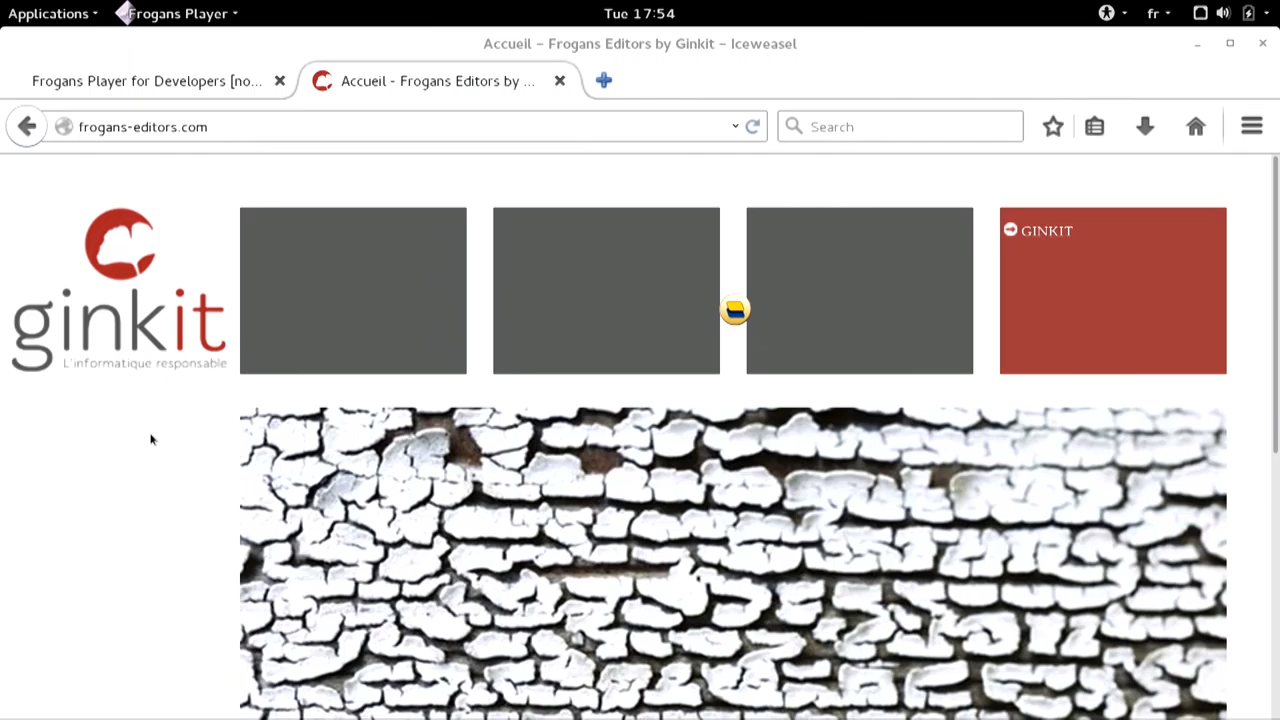 Applications
Frogans Player
Tue 17:54
fr
Accueil – Frogans Editors by Ginkit – Iceweasel
Frogans Player for Developers [no...
Accueil - Frogans Editors by ...
frogans-editors.com
Search
GINKIT
ginkit
L'informatique responsable